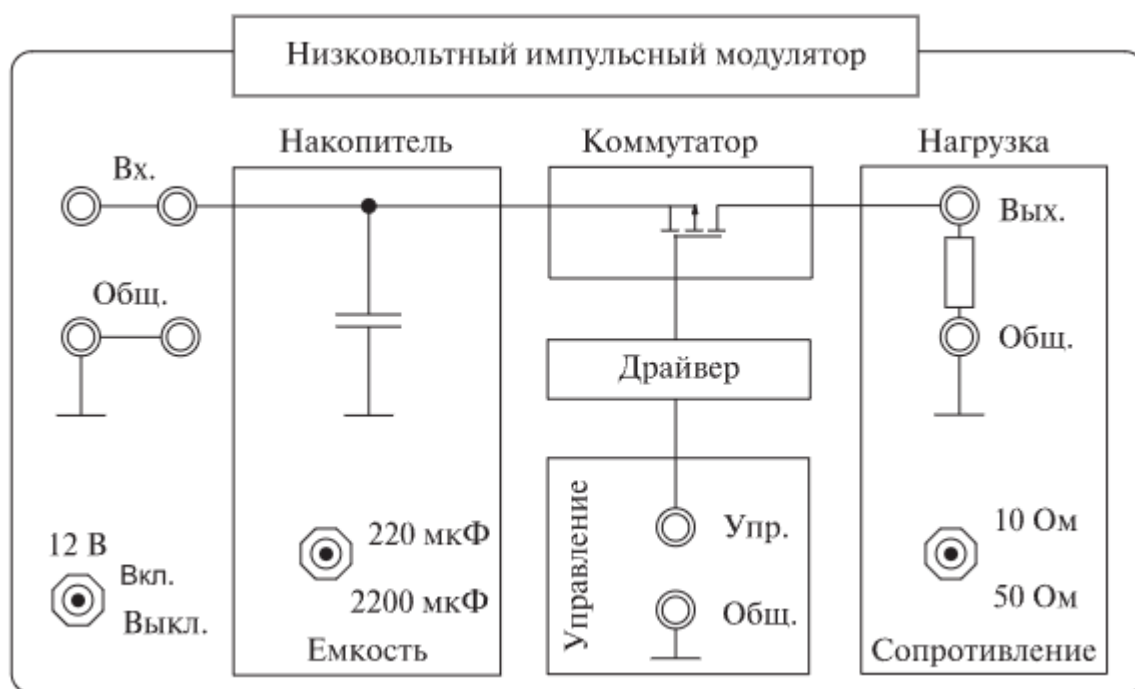 Низковольтный импульсный модулятор
Накопитель
Коммутатор
Нагрузка
Вх.
Вых.
Общ.
Общ.
Драйвер
Управление
Упр.
Общ.
12 В
Вкл.
Выкл.
220 мкФ
2200 мкФ
Емкость
10 Ом
50 Ом
Сопротивление